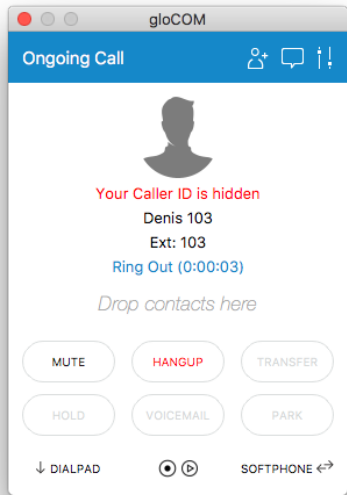 gloCOM
Ongoing Call
Your Caller ID is hidden
Denis 103
Ext: 103
Ring Out (0:00:03)
Drop contacts here
MUTE HANGUP TRANSFER
HOLD VOICEMAIL PARK
DIALPAD SOFTPHONE